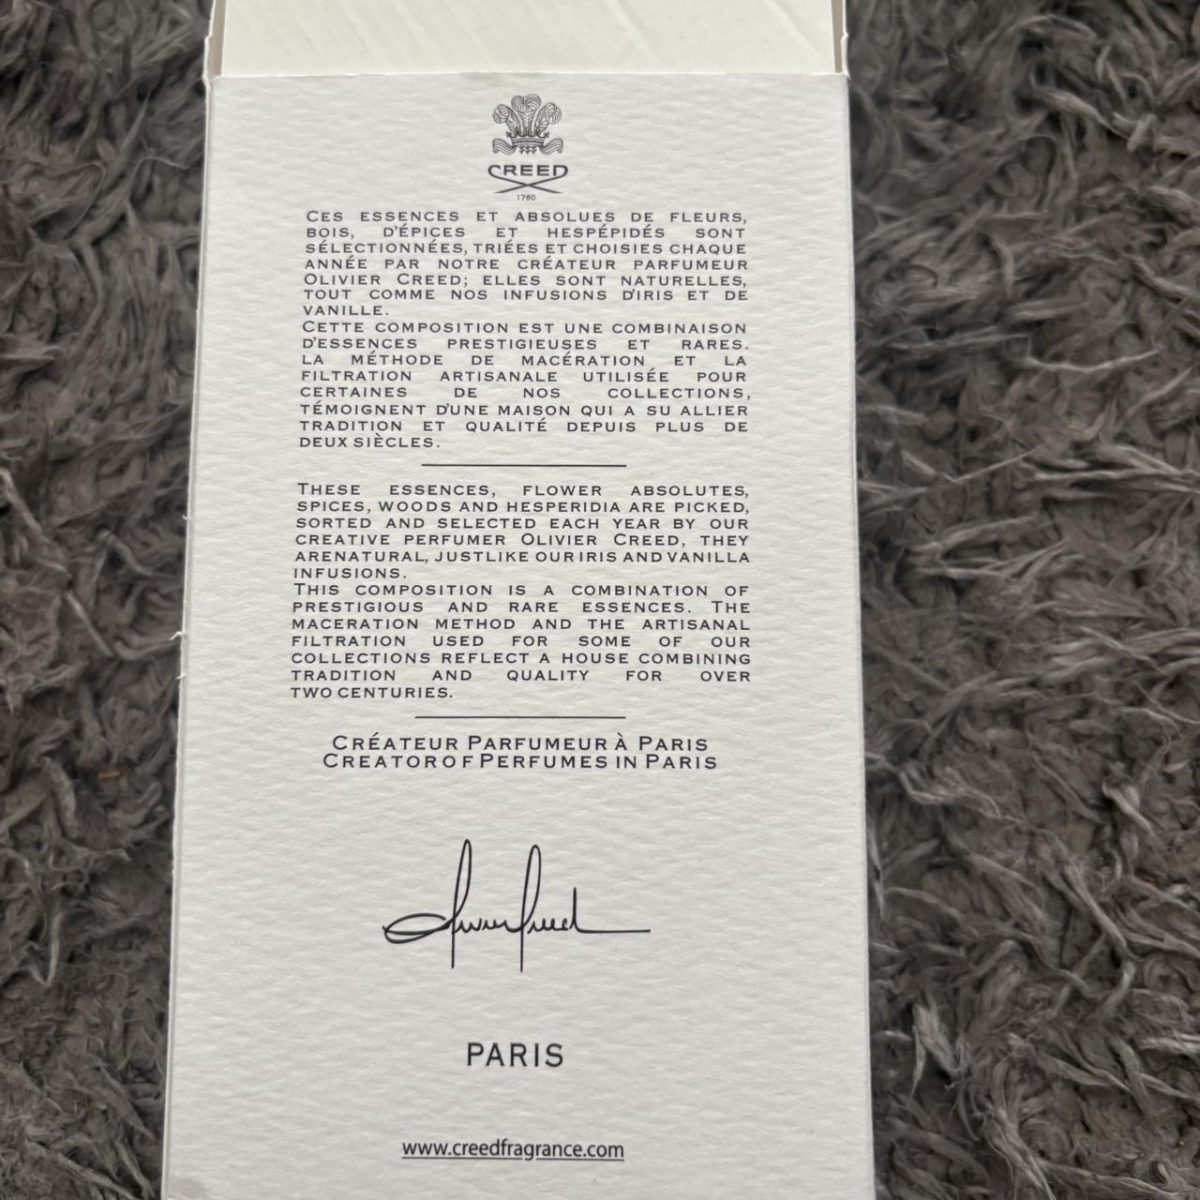 CREED
1760
CES ESSENCES ET ABSOLUES DE FLEURS,
BOIS, D'ÉPICES ET HESPÉPIDÉS SONT
SÉLECTIONNÉES, TRIÉES ET CHOISIES CHAQUE
ANNÉE PAR NOTRE CRÉATEUR PARFUMEUR
OLIVIER CREED; ELLES SONT NATURELLES,
TOUT COMME NOS INFUSIONS D'IRIS ET DE
VANILLE.
CETTE COMPOSITION EST UNE COMBINAISON
D'ESSENCES PRESTIGIEUSES ET RARES.
LA MÉTHODE DE MACÉRATION ET LA
FILTRATION ARTISANALE UTILISÉE POUR
CERTAINES DE NOS COLLECTIONS,
TÉMOIGNENT D'UNE MAISON QUI A SU ALLIER
TRADITION ET QUALITÉ DEPUIS PLUS DE
DEUX SIÈCLES.
THESE ESSENCES, FLOWER ABSOLUTES,
SPICES, WOODS AND HESPERIDIA ARE PICKED,
SORTED AND SELECTED EACH YEAR BY OUR
CREATIVE PERFUMER OLIVIER CREED, THEY
ARENATURAL, JUSTLIKE OUR IRIS AND VANILLA
INFUSIONS.
THIS COMPOSITION IS A COMBINATION OF
PRESTIGIOUS AND RARE ESSENCES. THE
MACERATION METHOD AND THE ARTISANAL
FILTRATION USED FOR SOME OF OUR
COLLECTIONS REFLECT A HOUSE COMBINING
TRADITION AND QUALITY FOR OVER
TWO CENTURIES.
CRÉATEUR PARFUMEUR À PARIS
CREATOR OF PERFUMES IN PARIS
Olivier Creed
PARIS
www.creedfragrance.com